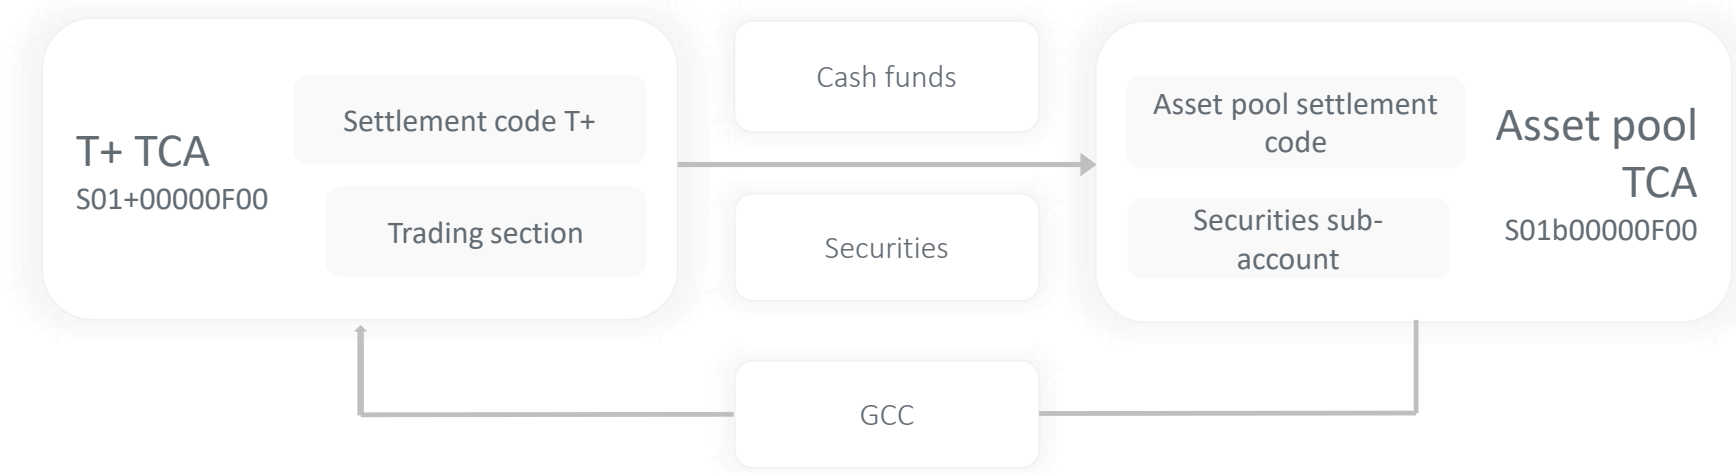 T+ TCA
S01+00000F00
Settlement code T+
Trading section
Cash funds
Securities
GCC
Asset pool settlement
code
Securities sub-
account
Asset pool
TCA
S01b00000F00